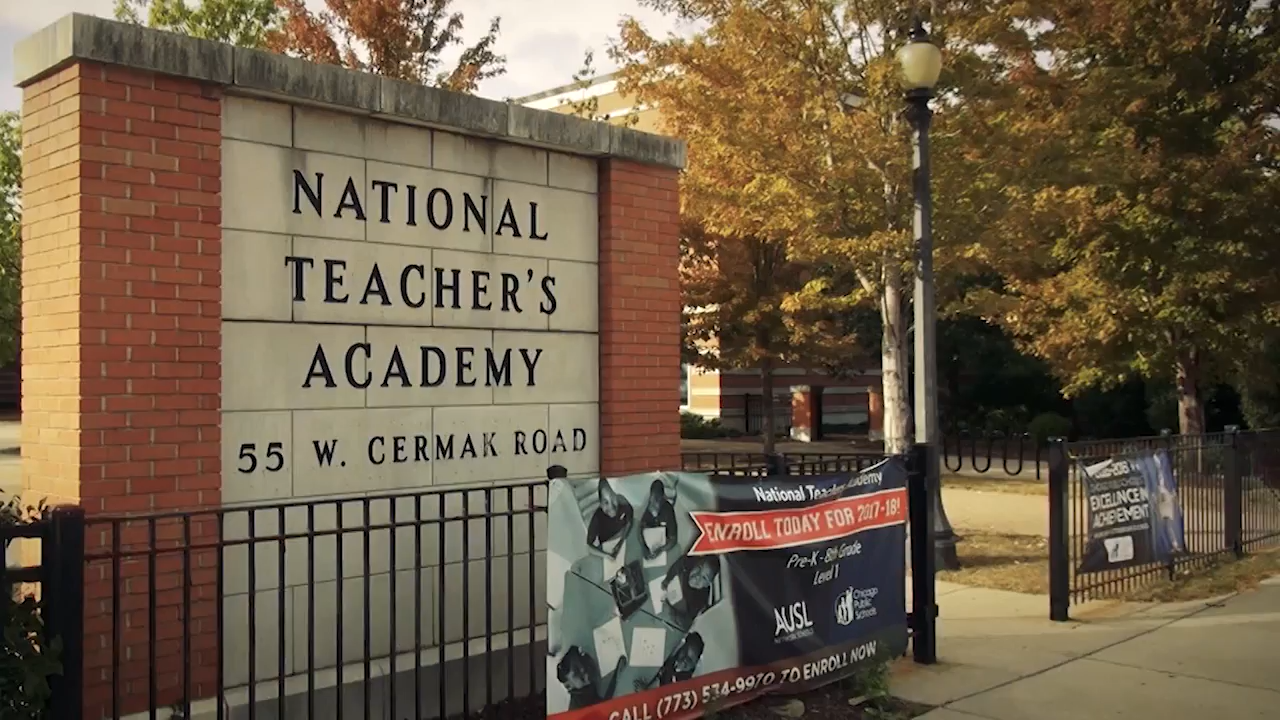 NATIONAL
TEACHER'S
ACADEMY
55 W. CERMAK ROAD
National Teacher Academy
ENROLL TODAY FOR 2017-18!
Pre-K - 8th Grade
Level 1
AUSL
Chicago
Public
Schools
CALL (773) 534-9970 TO ENROLL NOW
EXCELLENCE IN
ACHIEVEMENT